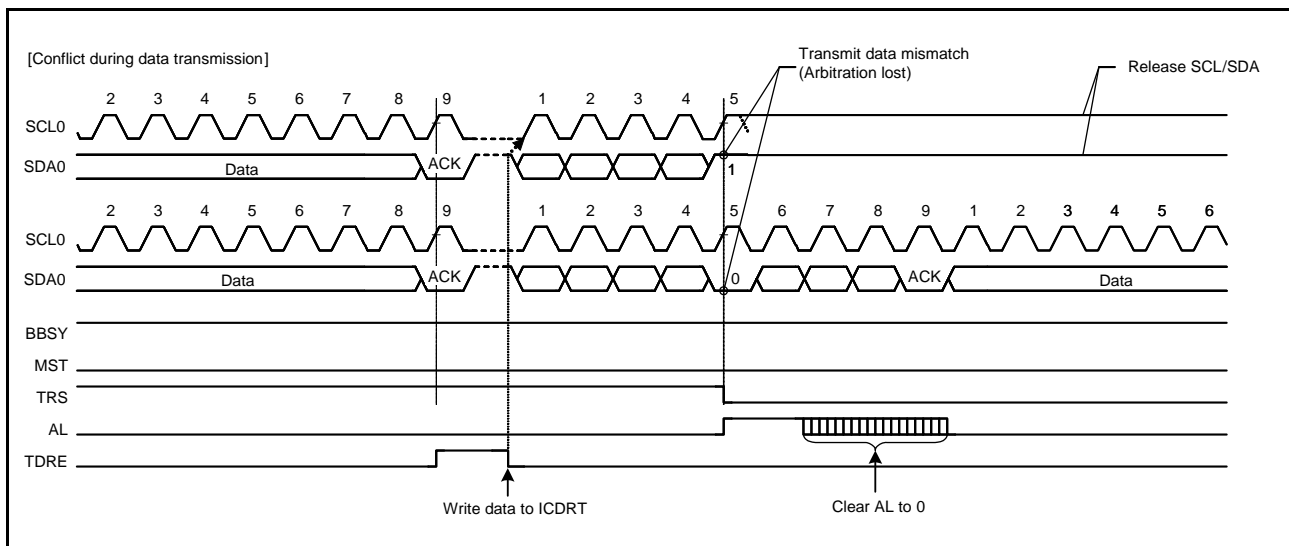 [Conflict during data transmission]
Transmit data mismatch
(Arbitration lost)
Release SCL/SDA
2 3 4 5 6 7 8 9 1 2 3 4 5
SCL0
SDA0 Data ACK 1
2 3 4 5 6 7 8 9 1 2 3 4 5 6 7 8 9 1 2 3 4 5 6
SCL0
SDA0 Data ACK 0 ACK Data
BBSY
MST
TRS
AL
TDRE
Write data to ICDRT
Clear AL to 0